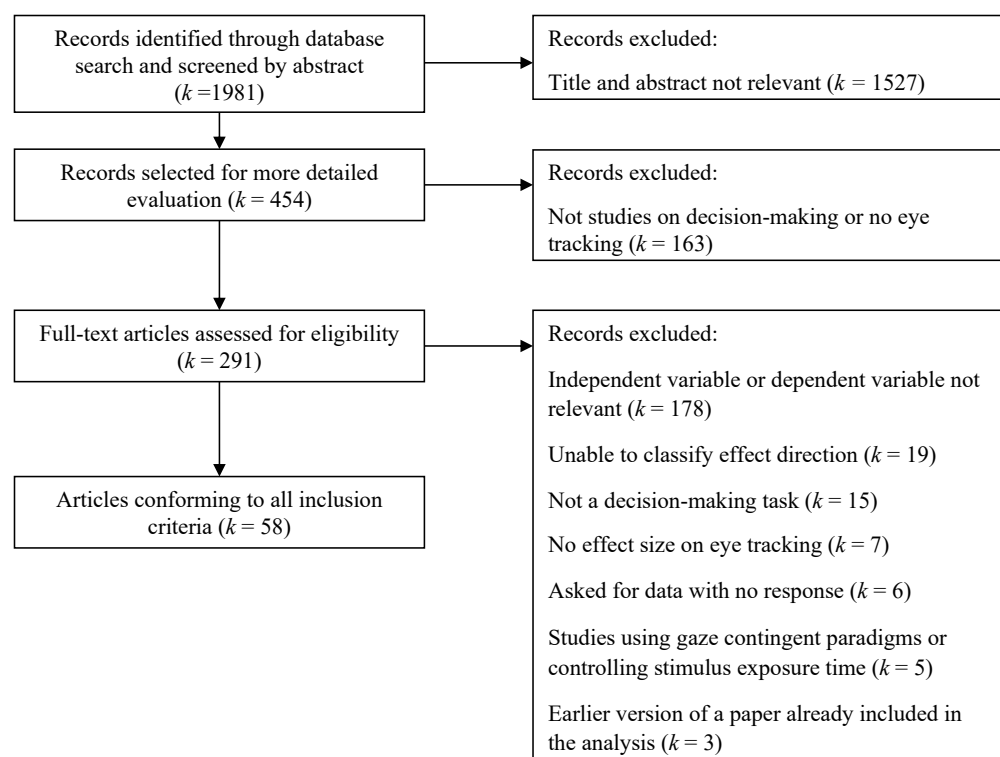 Records identified through database
search and screened by abstract
(k =1981)
Records excluded:
Title and abstract not relevant (k = 1527)
Records selected for more detailed
evaluation (k = 454)
Records excluded:
Not studies on decision-making or no eye
tracking (k = 163)
Full-text articles assessed for eligibility
(k = 291)
Records excluded:
Independent variable or dependent variable not
relevant (k = 178)
Unable to classify effect direction (k = 19)
Not a decision-making task (k = 15)
No effect size on eye tracking (k = 7)
Asked for data with no response (k = 6)
Studies using gaze contingent paradigms or
controlling stimulus exposure time (k = 5)
Earlier version of a paper already included in
the analysis (k = 3)
Articles conforming to all inclusion
criteria (k = 58)